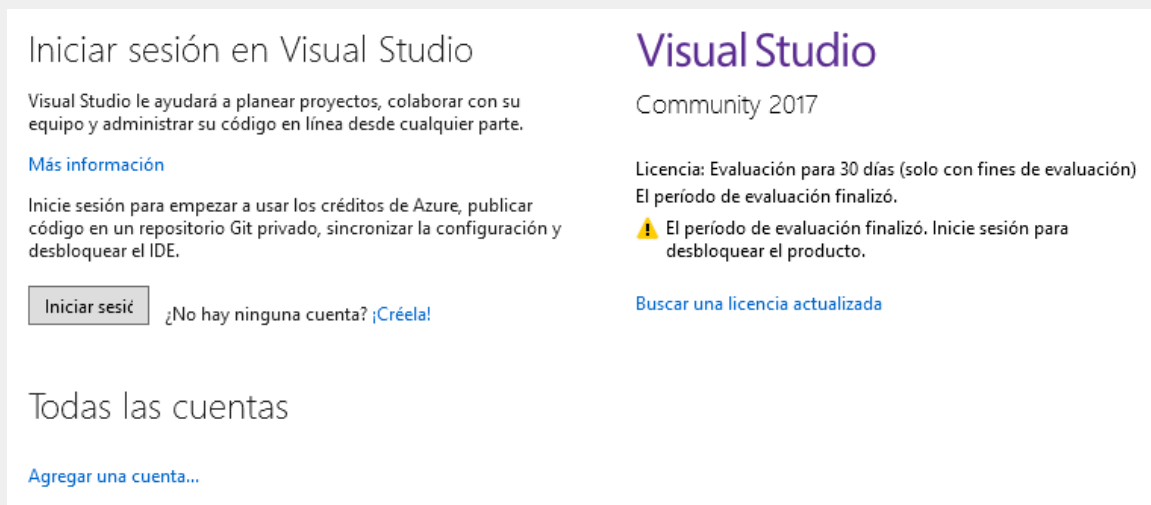 Iniciar sesión en Visual Studio
Visual Studio le ayudará a planear proyectos, colaborar con su
equipo y administrar su código en línea desde cualquier parte.
Más información
Inicie sesión para empezar a usar los créditos de Azure, publicar
código en un repositorio Git privado, sincronizar la configuración y
desbloquear el IDE.
Iniciar sesić
¿No hay ninguna cuenta? ¡Créela!
Todas las cuentas
Agregar una cuenta...
Visual Studio
Community 2017
Licencia: Evaluación para 30 días (solo con fines de evaluación)
El período de evaluación finalizó.
El período de evaluación finalizó. Inicie sesión para
desbloquear el producto.
Buscar una licencia actualizada